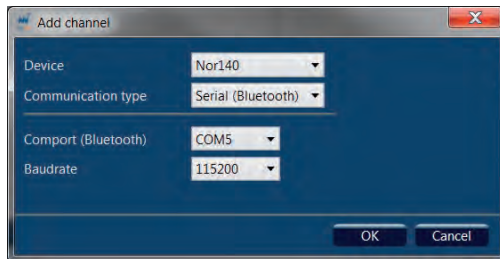 Add channel
Device Nor140
Communication type Serial (Bluetooth)
Comport (Bluetooth) COM5
Baudrate 115200
OK Cancel